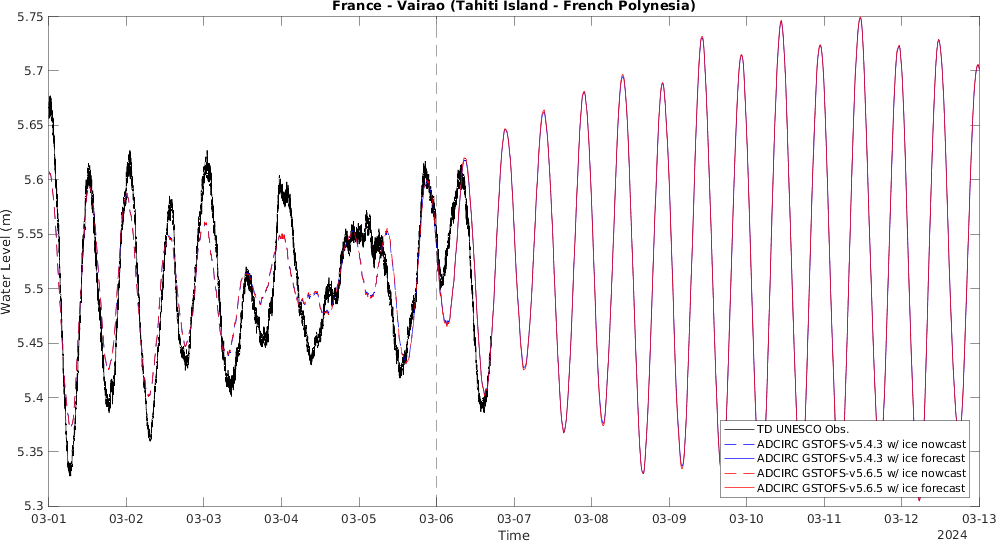 France - Vairao (Tahiti Island - French Polynesia)
5.75
5.7
5.65
5.6
5.55
5.5
5.45
5.4
5.35
5.3
Water Level (m)
TD UNESCO Obs.
ADCIRC GSTOFS-v5.4.3 w/ ice nowcast
ADCIRC GSTOFS-v5.4.3 w/ ice forecast
ADCIRC GSTOFS-v5.6.5 w/ ice nowcast
ADCIRC GSTOFS-v5.6.5 w/ ice forecast
03-01 03-02 03-03 03-04 03-05 03-06 03-07 03-08 03-09 03-10 03-11 03-12 03-13
Time
2024